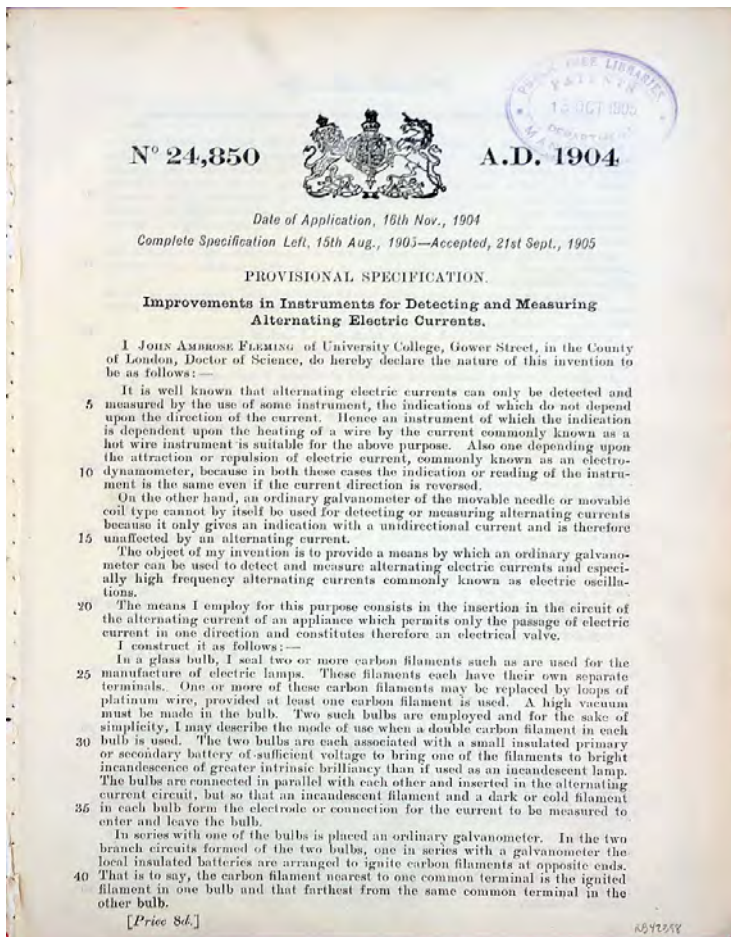 PUBLIC FREE LIBRARIES
PATENTS
13 OCT 1905
DEPARTMENT
Nº 24,850
A.D. 1904
Date of Application, 16th Nov., 1904
Complete Specification Left, 15th Aug., 1905—Accepted, 21st Sept., 1905
PROVISIONAL SPECIFICATION.
Improvements in Instruments for Detecting and Measuring
Alternating Electric Currents.
I JOHN AMBROSE FLEMING of University College, Gower Street, in the County
of London, Doctor of Science, do hereby declare the nature of this invention to
be as follows:—
It is well known that alternating electric currents can only be detected and
5 measured by the use of some instrument, the indications of which do not depend
upon the direction of the current. Hence an instrument of which the indication
is dependent upon the heating of a wire by the current commonly known as a
hot wire instrument is suitable for the above purpose. Also one depending upon
the attraction or repulsion of electric current, commonly known as an electro-
10 dynamometer, because in both these cases the indication or reading of the instru-
ment is the same even if the current direction is reversed.
On the other hand, an ordinary galvanometer of the movable needle or movable
coil type cannot by itself be used for detecting or measuring alternating currents
because it only gives an indication with a unidirectional current and is therefore
15 unaffected by an alternating current.
The object of my invention is to provide a means by which an ordinary galvano-
meter can be used to detect and measure alternating electric currents and especi-
ally high frequency alternating currents commonly known as electric oscilla-
tions.
20 The means I employ for this purpose consists in the insertion in the circuit of
the alternating current of an appliance which permits only the passage of electric
current in one direction and constitutes therefore an electrical valve.
I construct it as follows:—
In a glass bulb, I seal two or more carbon filaments such as are used for the
25 manufacture of electric lamps. These filaments each have their own separate
terminals. One or more of these carbon filaments may be replaced by loops of
platinum wire, provided at least one carbon filament is used. A high vacuum
must be made in the bulb. Two such bulbs are employed and for the sake of
simplicity, I may describe the mode of use when a double carbon filament in each
30 bulb is used. The two bulbs are each associated with a small insulated primary
or secondary battery of sufficient voltage to bring one of the filaments to bright
incandescence of greater intrinsic brilliancy than if used as an incandescent lamp.
The bulbs are connected in parallel with each other and inserted in the alternating
current circuit, but so that an incandescent filament and a dark or cold filament
35 in each bulb form the electrode or connection for the current to be measured to
enter and leave the bulb.
In series with one of the bulbs is placed an ordinary galvanometer. In the two
branch circuits formed of the two bulbs, one in series with a galvanometer the
local insulated batteries are arranged to ignite carbon filaments at opposite ends.
40 That is to say, the carbon filament nearest to one common terminal is the ignited
filament in one bulb and that farthest from the same common terminal in the
other bulb.
[Price 8d.]